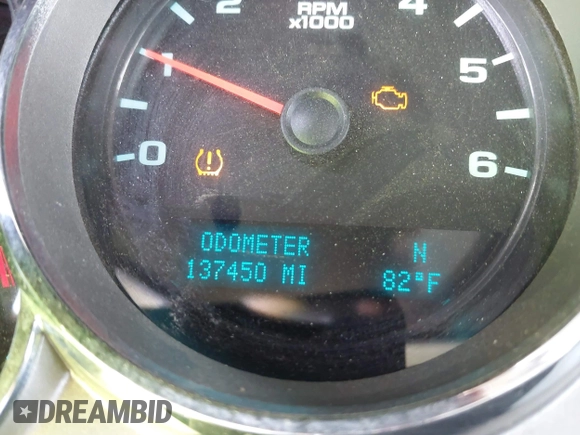 2 RPM 4
x1000
1 5
0 6
ODOMETER N
137450 MI 82°F
DREAMBID